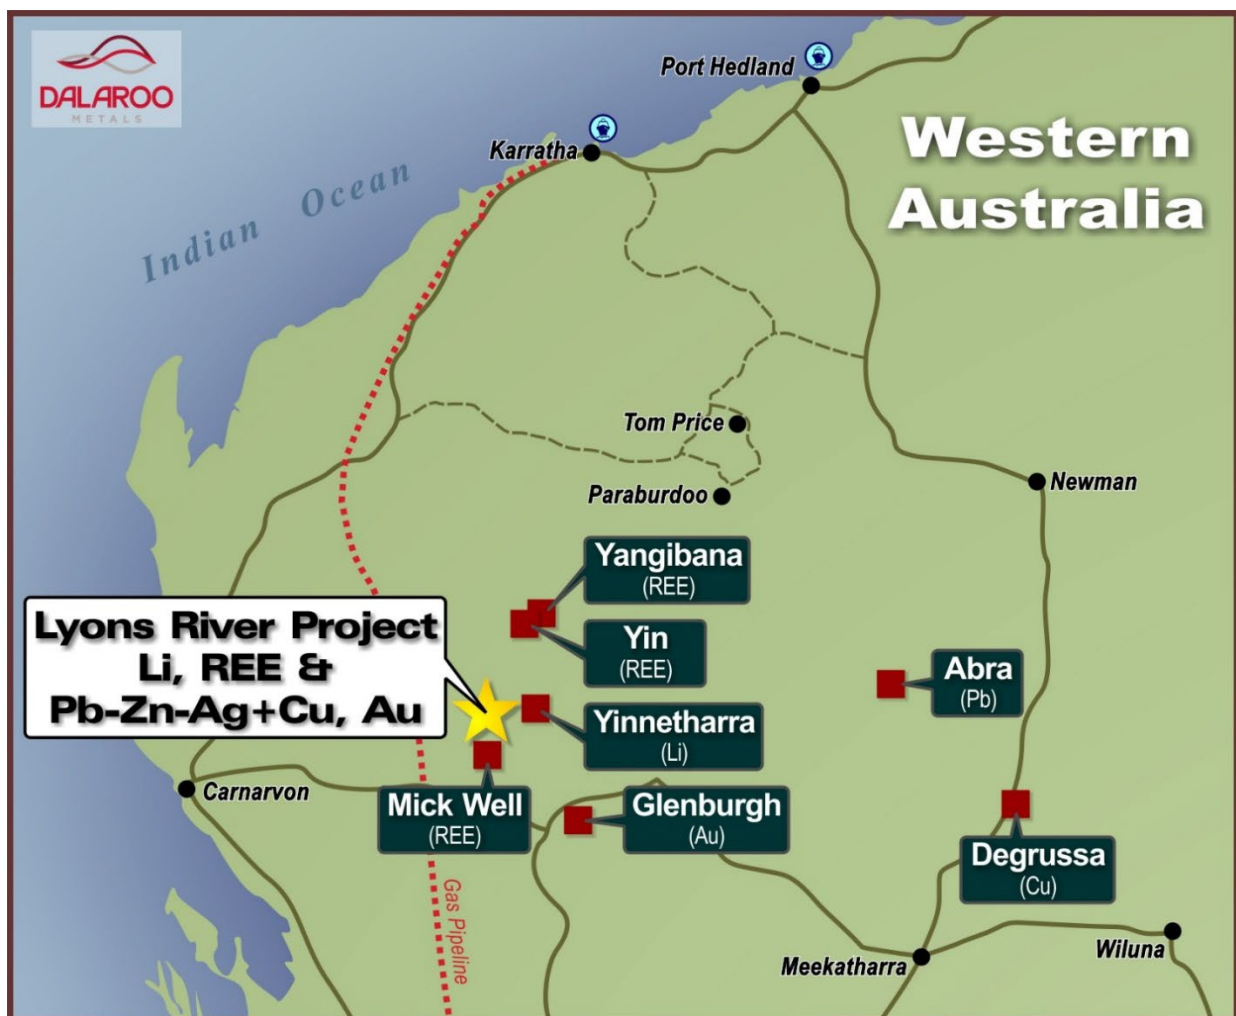 DALAROO
METALS
Port Hedland
Western
Australia
Karratha
Indian Ocean
Tom Price
Newman
Paraburdoo
Yangibana
(REE)
Lyons River Project
Li, REE &
Pb-Zn-Ag+Cu, Au
Yin
(REE)
Abra
(Pb)
Yinnetharra
(Li)
Carnarvon
Mick Well
(REE)
Glenburgh
(Au)
Degrussa
(Cu)
Gas Pipeline
Meekatharra
Wiluna